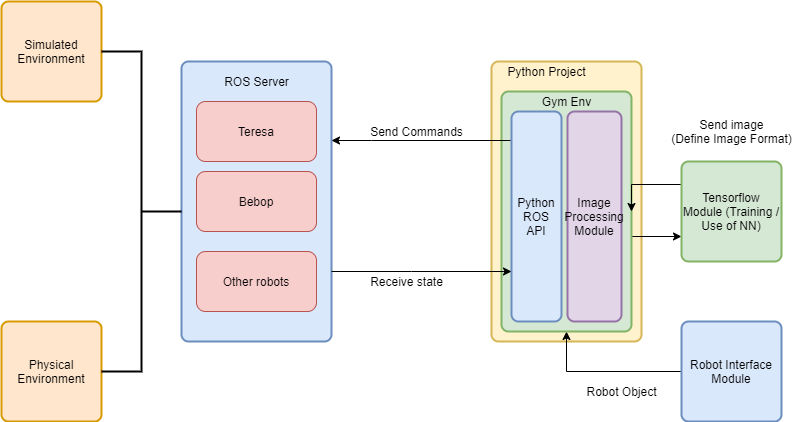 Simulated
Environment
ROS Server
Teresa
Bebop
Other robots
Physical
Environment
Send Commands
Receive state
Python Project
Gym Env
Python
ROS
API
Image
Processing
Module
Send image
(Define Image Format)
Tensorflow
Module (Training /
Use of NN)
Robot Interface
Module
Robot Object